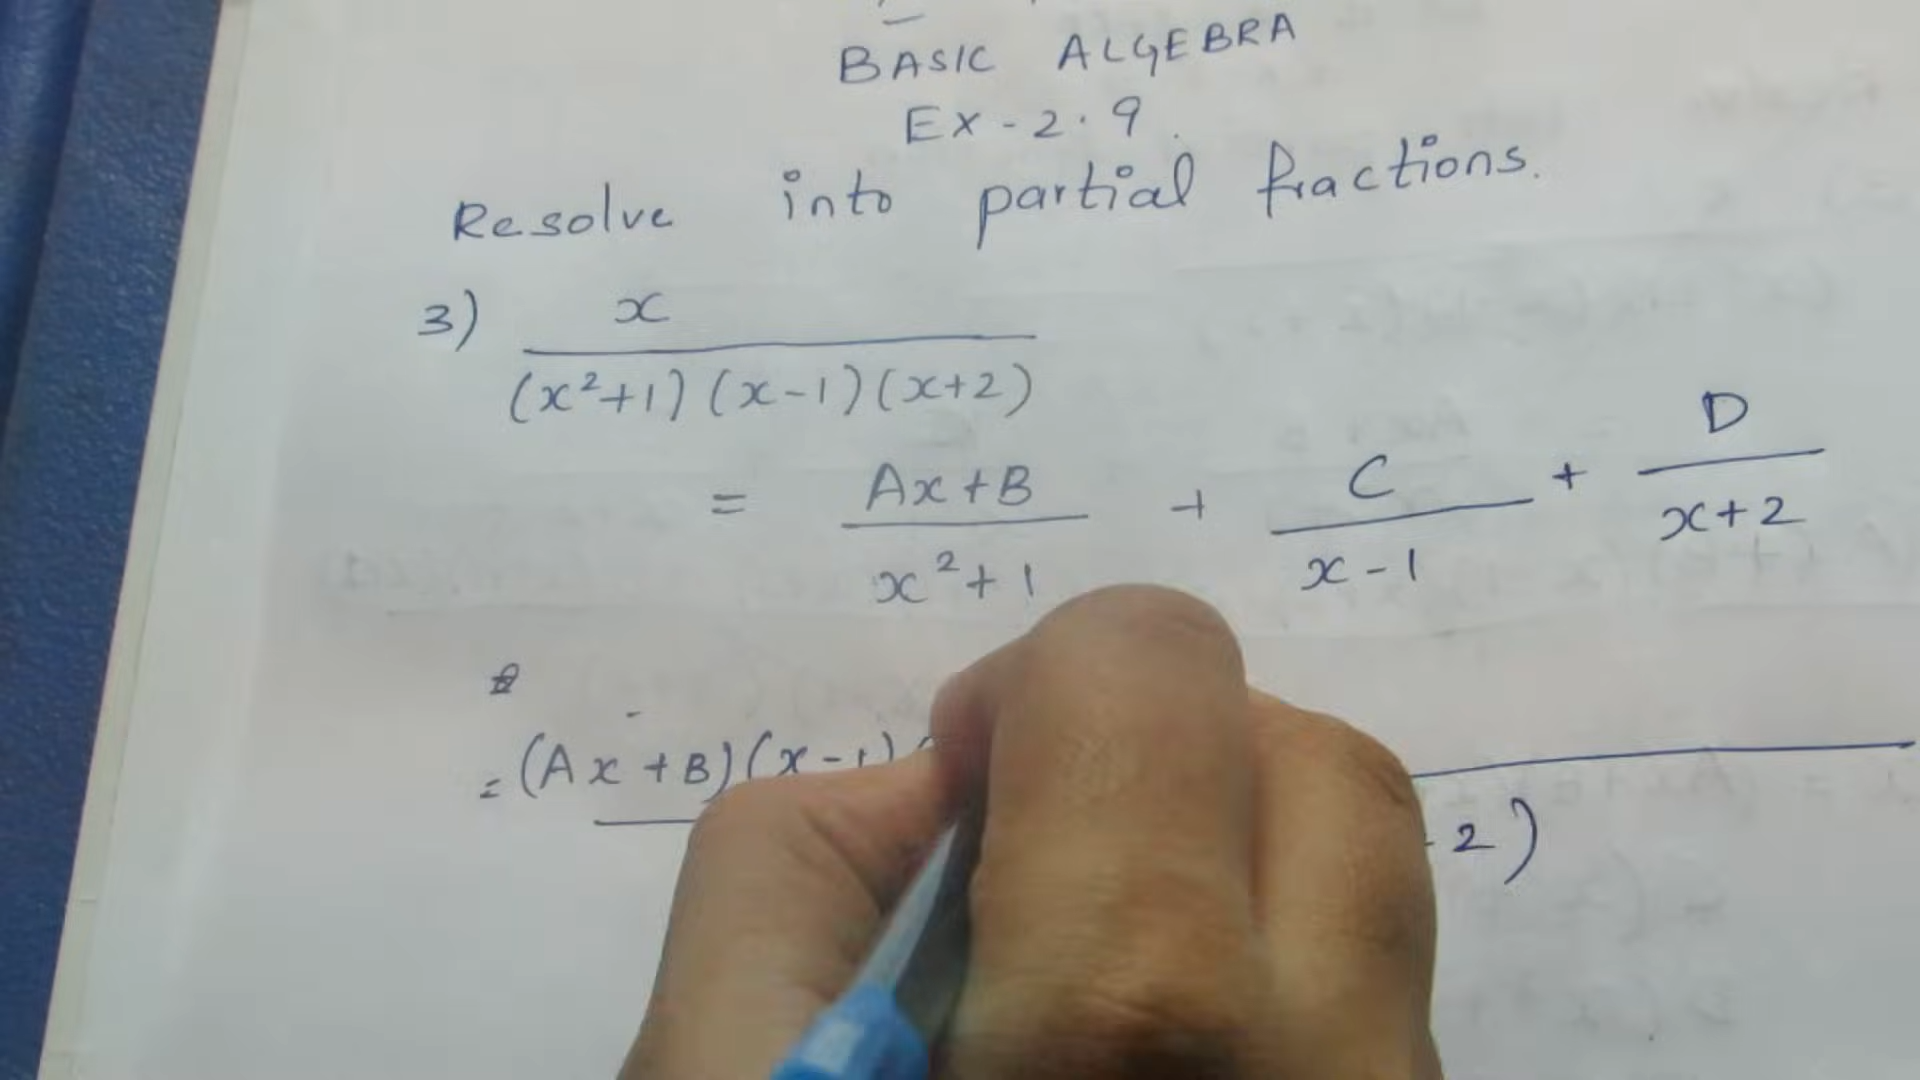 BASIC ALGEBRA
Ex - 2.9.
Resolve into partial fractions.
3) x
(x²+1) (x-1) (x+2)
= Ax+B + C + D
x²+1 x-1 x+2
= (Ax+B)(x-1)(
2)